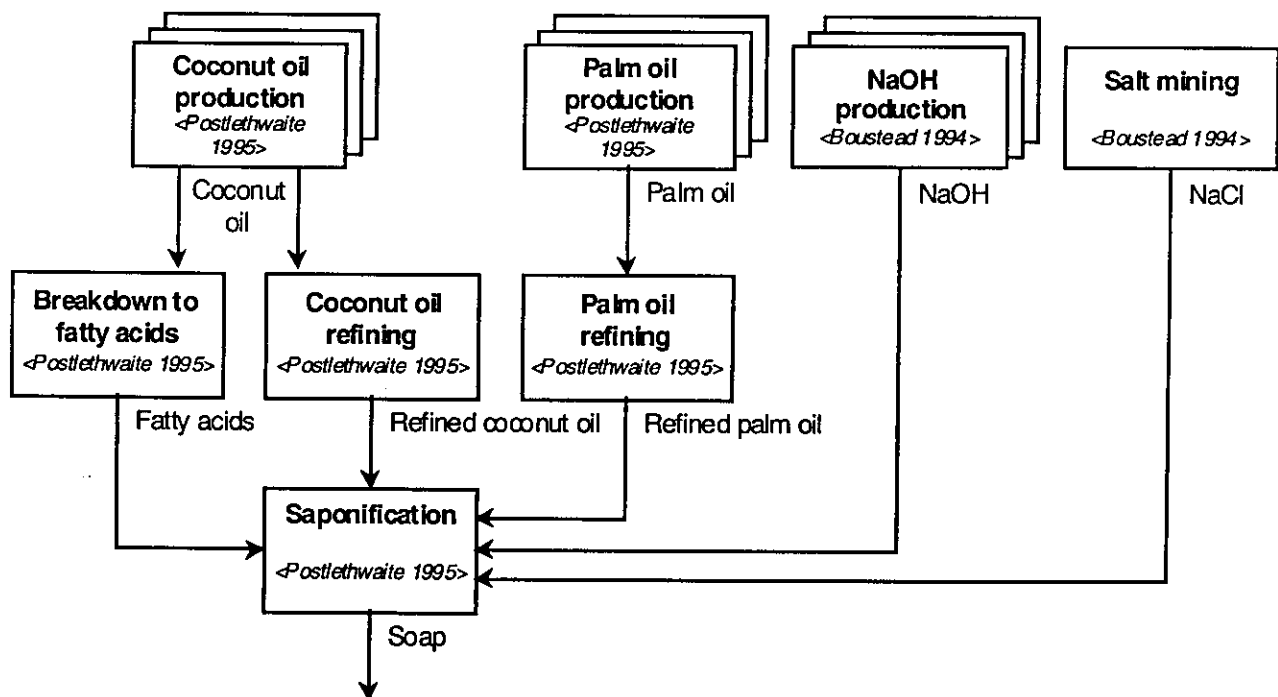 Coconut oil
production
<Postlethwaite
1995>
Palm oil
production
<Postlethwaite
1995>
NaOH
production
<Boustead 1994>
Salt mining
<Boustead 1994>
Coconut
oil
Palm oil
NaOH
NaCl
Breakdown to
fatty acids
<Postlethwaite 1995>
Coconut oil
refining
<Postlethwaite 1995>
Palm oil
refining
<Postlethwaite 1995>
Fatty acids
Refined coconut oil
Refined palm oil
Saponification
<Postlethwaite 1995>
Soap